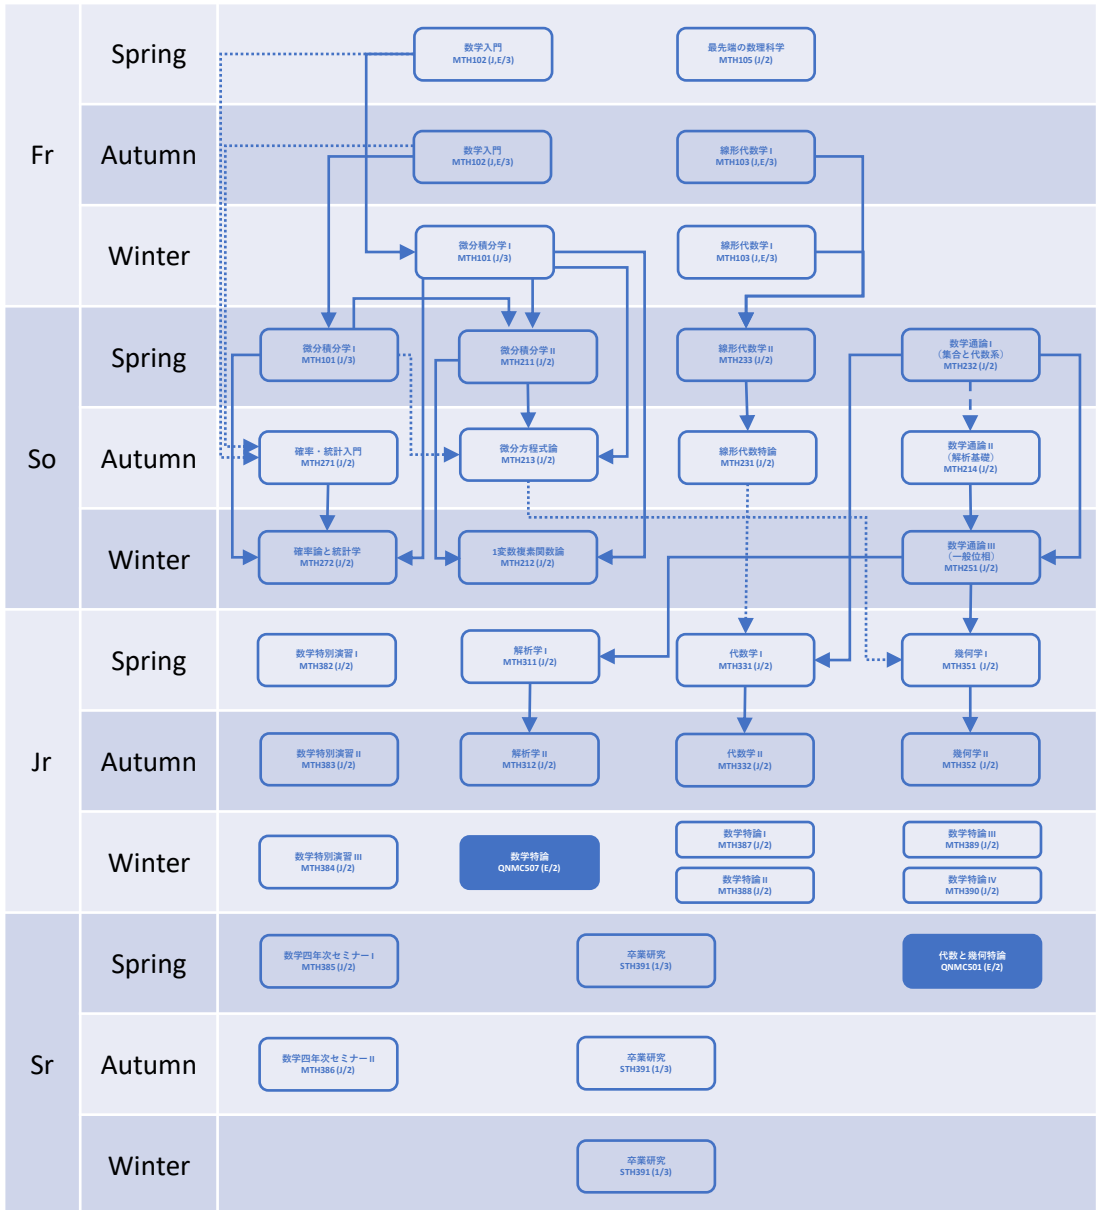 Fr
Spring
数学入門
MTH102 (J,E/3)
最先端の数理科学
MTH105 (J/2)
Autumn
数学入門
MTH102 (J,E/3)
線形代数学 I
MTH103 (J,E/3)
Winter
微分積分学 I
MTH101 (J/3)
線形代数学 I
MTH103 (J,E/3)
So
Spring
微分積分学 I
MTH101 (J/3)
微分積分学 II
MTH211 (J/2)
線形代数学 II
MTH233 (J/2)
数学通論 I
（集合と代数系）
MTH232 (J/2)
Autumn
確率・統計入門
MTH271 (J/2)
微分方程式論
MTH213 (J/2)
線形代数特論
MTH231 (J/2)
数学通論 II
（解析基礎）
MTH214 (J/2)
Winter
確率論と統計学
MTH272 (J/2)
1変数複素関数論
MTH212 (J/2)
数学通論 III
（一般位相）
MTH251 (J/2)
Jr
Spring
数学特別演習 I
MTH382 (J/2)
解析学 I
MTH311 (J/2)
代数学 I
MTH331 (J/2)
幾何学 I
MTH351 (J/2)
Autumn
数学特別演習 II
MTH383 (J/2)
解析学 II
MTH312 (J/2)
代数学 II
MTH332 (J/2)
幾何学 II
MTH352 (J/2)
Winter
数学特別演習 III
MTH384 (J/2)
数学特論
QNMC507 (E/2)
数学特論 I
MTH387 (J/2)
数学特論 III
MTH389 (J/2)
数学特論 II
MTH388 (J/2)
数学特論 IV
MTH390 (J/2)
Sr
Spring
数学四年次セミナー I
MTH385 (J/2)
卒業研究
STH391 (1/3)
代数と幾何特論
QNMC501 (E/2)
Autumn
数学四年次セミナー II
MTH386 (J/2)
卒業研究
STH391 (1/3)
Winter
卒業研究
STH391 (1/3)